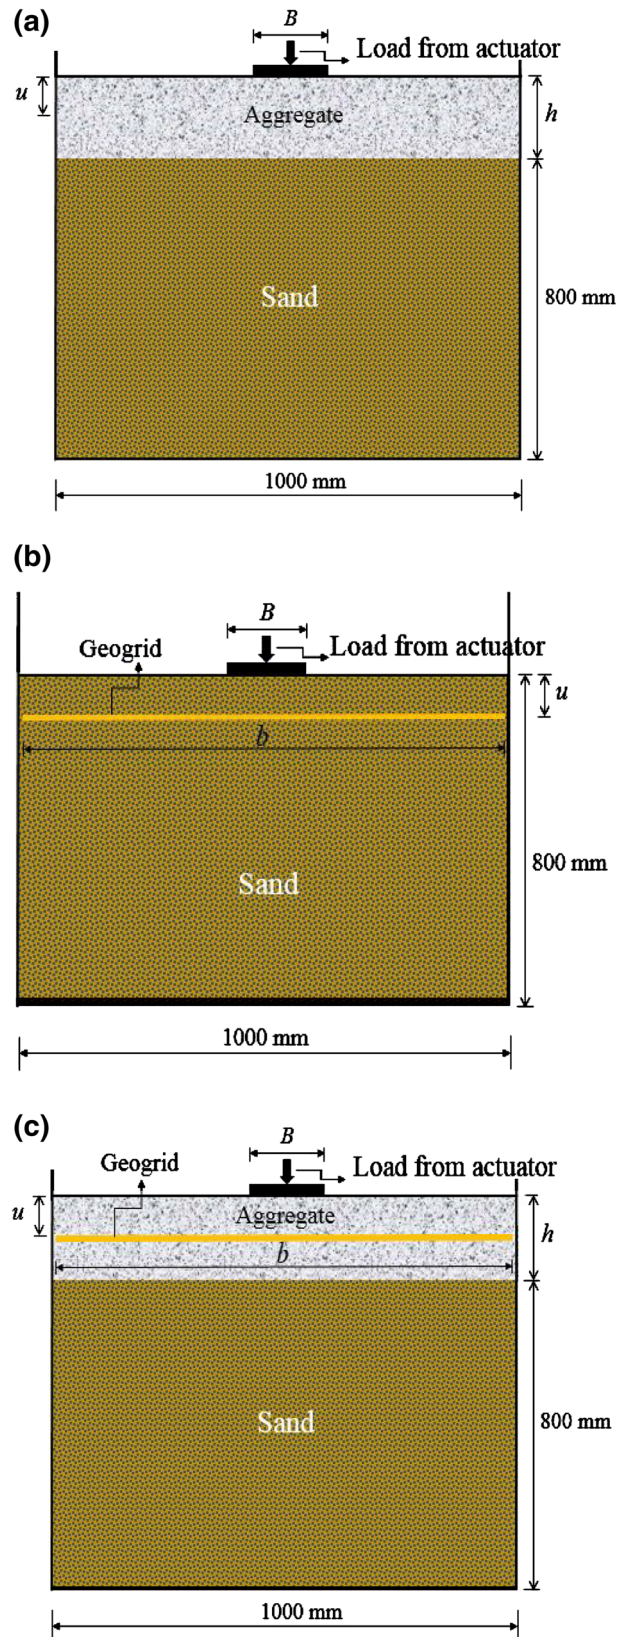 (a)
B
Load from actuator
u
Aggregate
h
Sand
800 mm
1000 mm
(b)
B
Geogrid
Load from actuator
u
b
800 mm
Sand
1000 mm
(c)
B
Geogrid
Load from actuator
u
Aggregate
h
b
Sand
800 mm
1000 mm